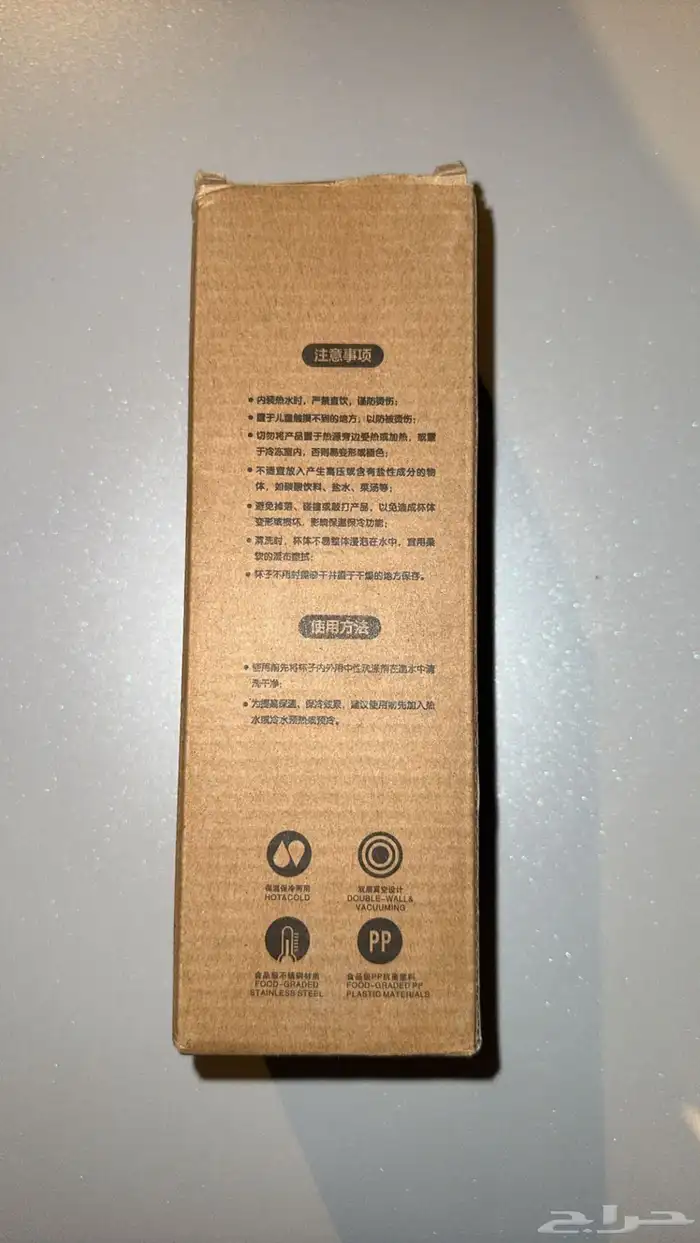 注意事项
• 内装热水时，严禁直饮，谨防烫伤；
• 置于儿童触摸不到的地方，以防被烫伤；
• 切勿将产品置于热源旁边受热或加热，或置
于冷冻室内，否则易变形或褪色；
• 不适宜放入产生高压或含有盐性成分的物
体，如碳酸饮料、盐水、菜汤等；
• 避免掉落、碰撞或敲打产品，以免造成杯体
变形或损坏，影响保温保冷功能；
• 清洗时，杯体不易整体浸泡在水中，宜用柔
软的湿布擦拭；
• 杯子不用时请晾干并置于干燥的地方保存。
使用方法
• 使用前先将杯子内外用中性洗涤剂在温水中清
洗干净；
• 为提高保温、保冷效果，建议使用前先加入热
水或冷水预热或预冷。
保温保冷两用
HOT&COLD
双层真空设计
DOUBLE-WALL&
VACUUMING
PP
食品级不锈钢材质
FOOD-GRADED
STAINLESS STEEL
食品级PP抗菌塑料
FOOD-GRADED PP
PLASTIC MATERIALS
حراج